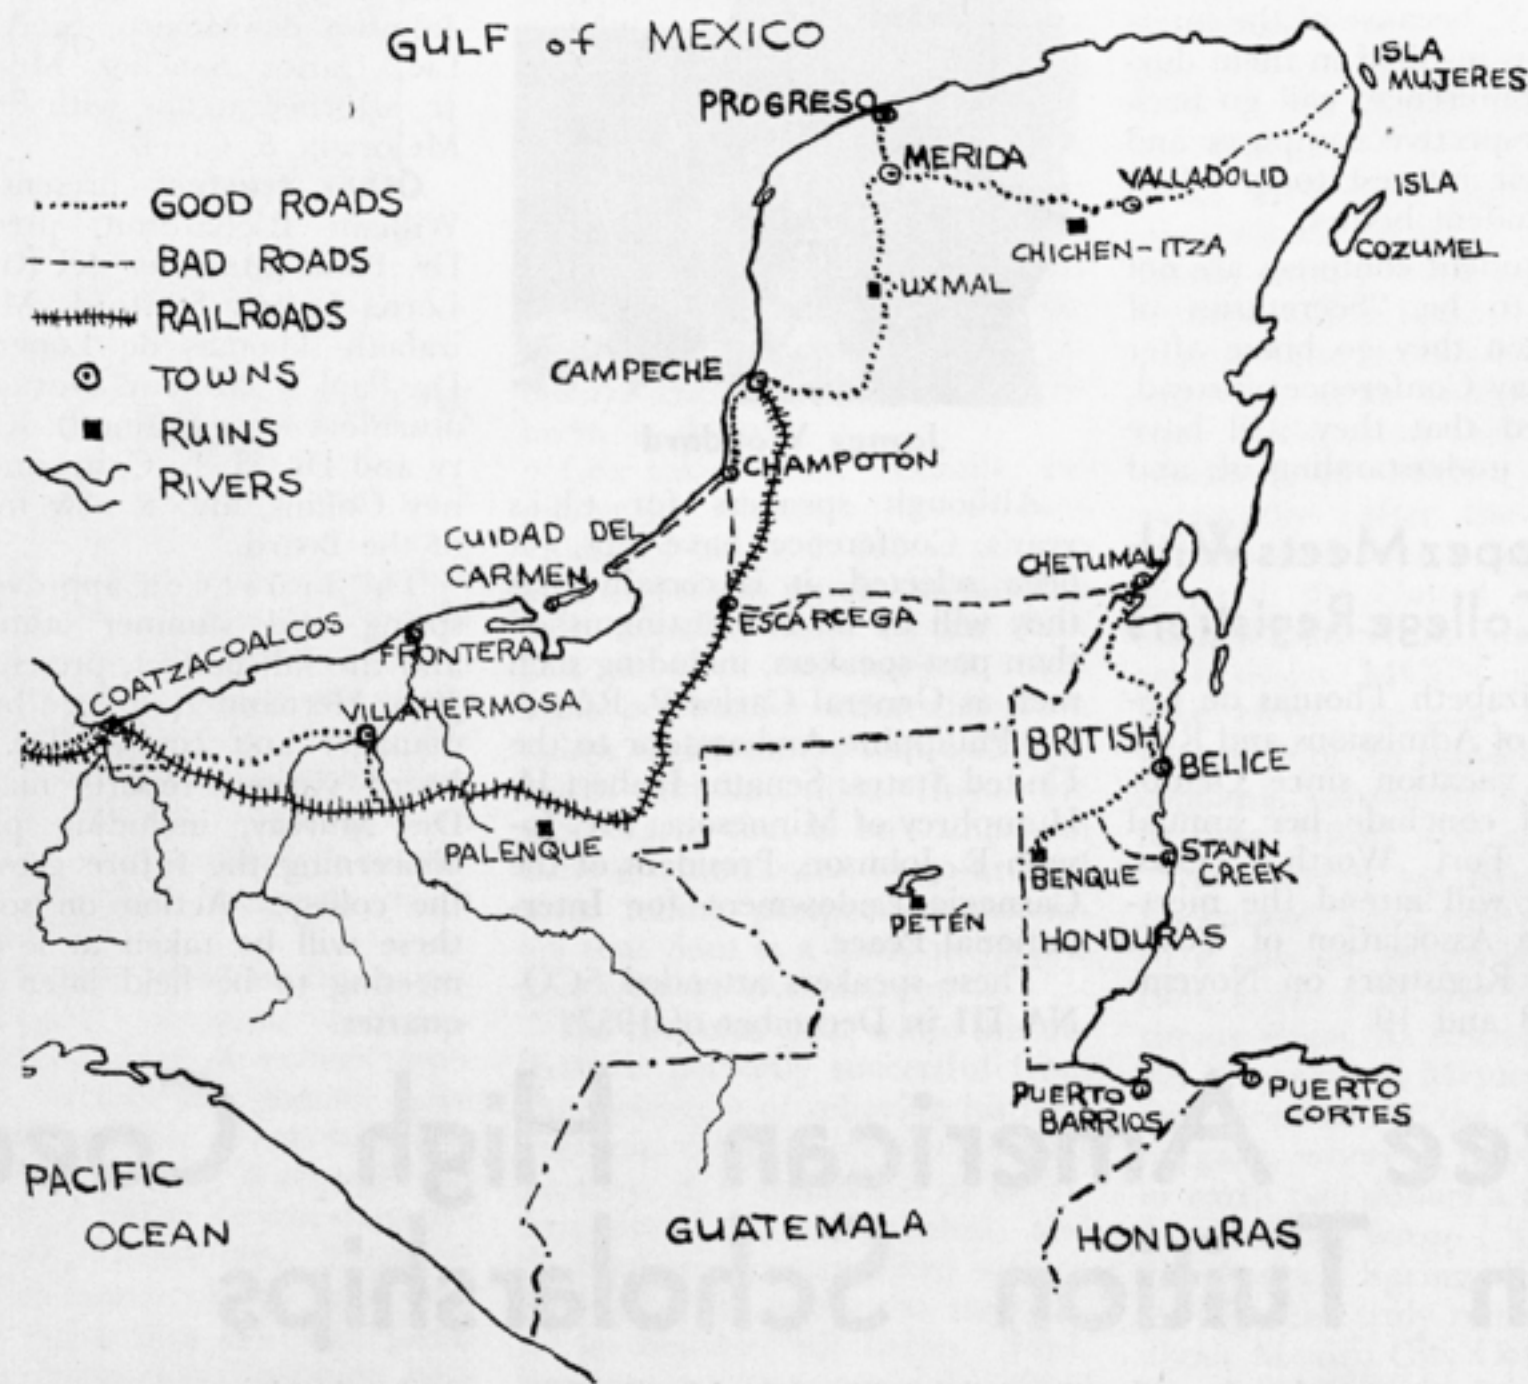 GULF of MEXICO
ISLA
MUJERES
PROGRESO
MERIDA
VALLADOLID
ISLA
COZUMEL
CHICHEN-ITZA
UXMAL
GOOD ROADS
BAD ROADS
RAILROADS
TOWNS
RUINS
RIVERS
CAMPECHE
CHAMPOTÓN
CUIDAD DEL
CARMEN
CHETUMAL
ESCÁRCEGA
COATZACOALCOS
FRONTERA
VILLAHERMOSA
BRITISH
BELICE
PALENQUE
BENQUE
STANN
CREEK
PETÉN
HONDURAS
PUERTO
BARRIOS
PUERTO
CORTES
PACIFIC
OCEAN
GUATEMALA
HONDURAS